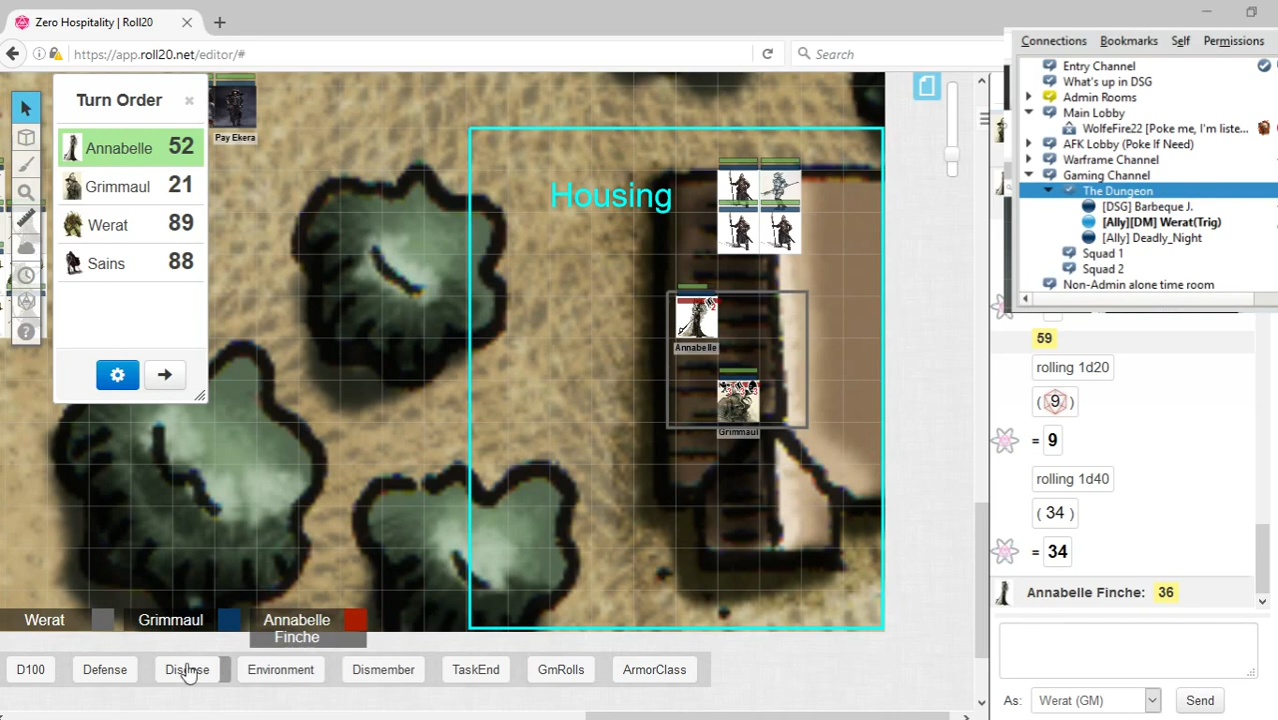 Zero Hospitality | Roll20
https://app.roll20.net/editor/#
Search
Turn Order
Annabelle 52
Grimmaul 21
Werat 89
Sains 88
Pay Ekera
Housing
Annabelle
Grimmaul
Werat
Grimmaul
Annabelle
Finche
D100
Defense
Environment
Dismember
TaskEnd
GmRolls
ArmorClass
Connections Bookmarks Self Permissions
Entry Channel
What's up in DSG
Admin Rooms
Main Lobby
WolfeFire22 [Poke me, I'm liste...
AFK Lobby (Poke If Need)
Warframe Channel
Gaming Channel
The Dungeon
[DSG] Barbeque J.
[Ally][DM] Werat(Trig)
[Ally] Deadly_Night
Squad 1
Squad 2
Non-Admin alone time room
59
rolling 1d20
(9)
= 9
rolling 1d40
(34)
= 34
Annabelle Finche: 36
As: Werat (GM)
Send